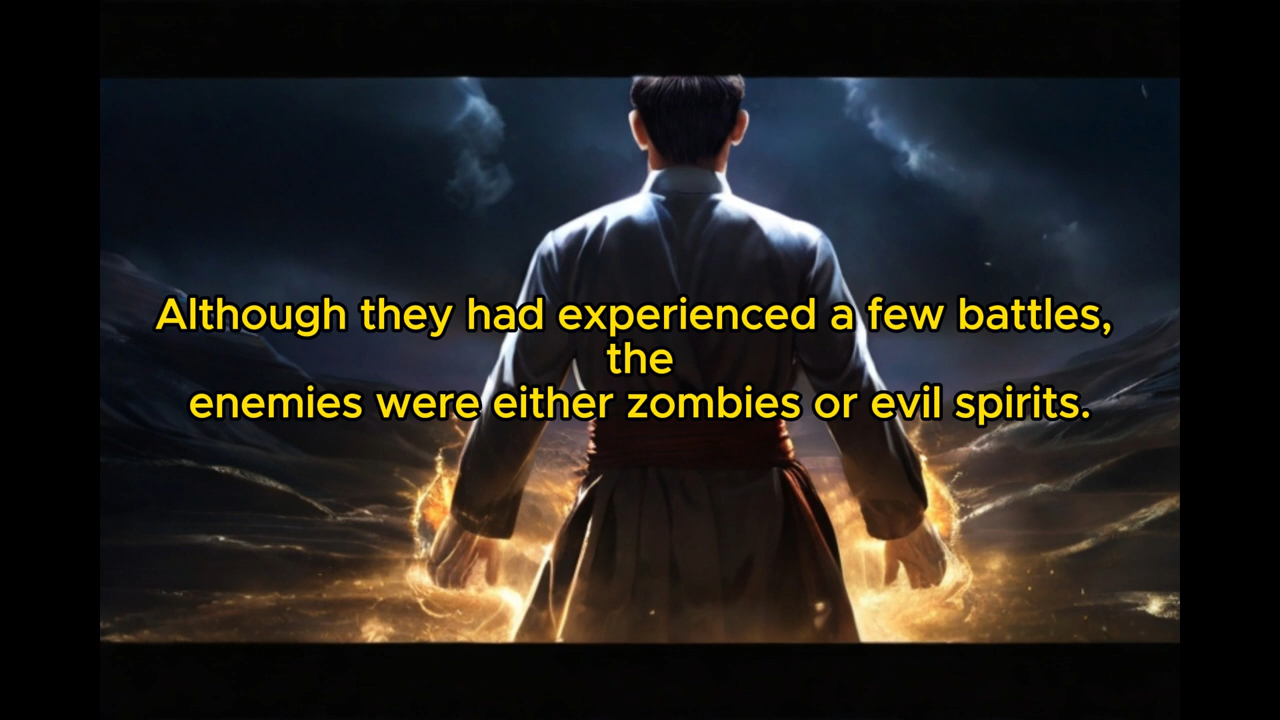 Although they had experienced a few battles,
the
enemies were either zombies or evil spirits.